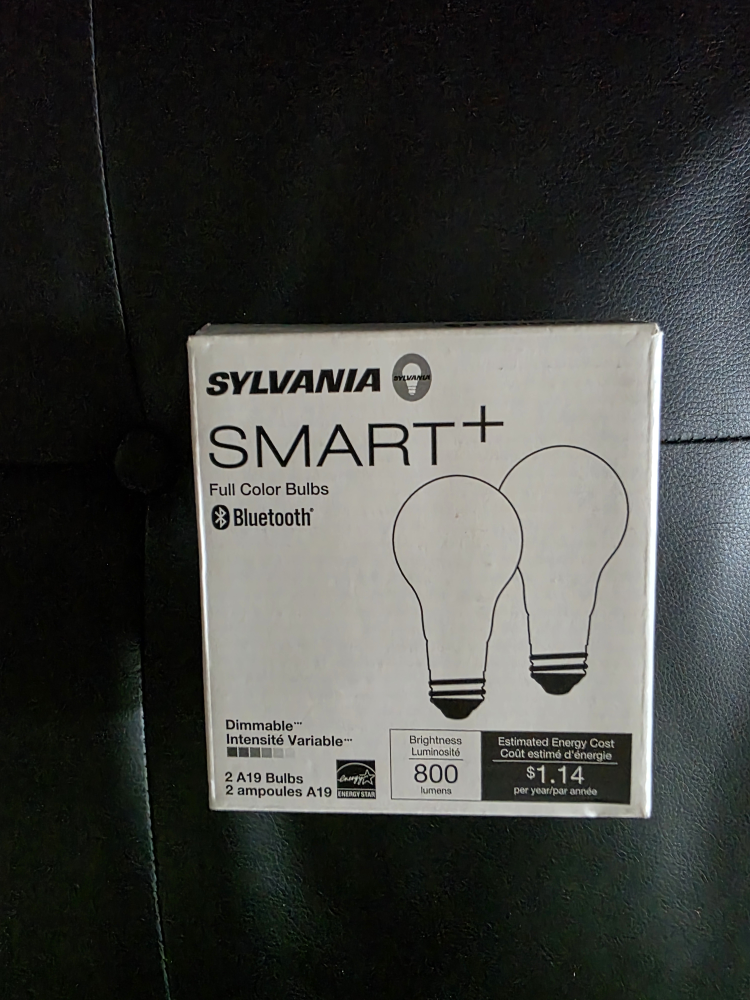 SYLVANIA SYLVANIA
SMART+
Full Color Bulbs
Bluetooth®
Dimmable•••
Intensité Variable•••
2 A19 Bulbs
2 ampoules A19
energy
ENERGY STAR
Brightness
Luminosité
800
lumens
Estimated Energy Cost
Coût estimé d'énergie
$1.14
per year/par année